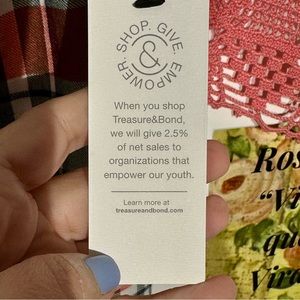 SHOP. GIVE. EMPOWER.
&
When you shop
Treasure&Bond,
we will give 2.5%
of net sales to
organizations that
empower our youth.
Learn more at
treasureandbond.com
Ros
“Vi
qu
Vira